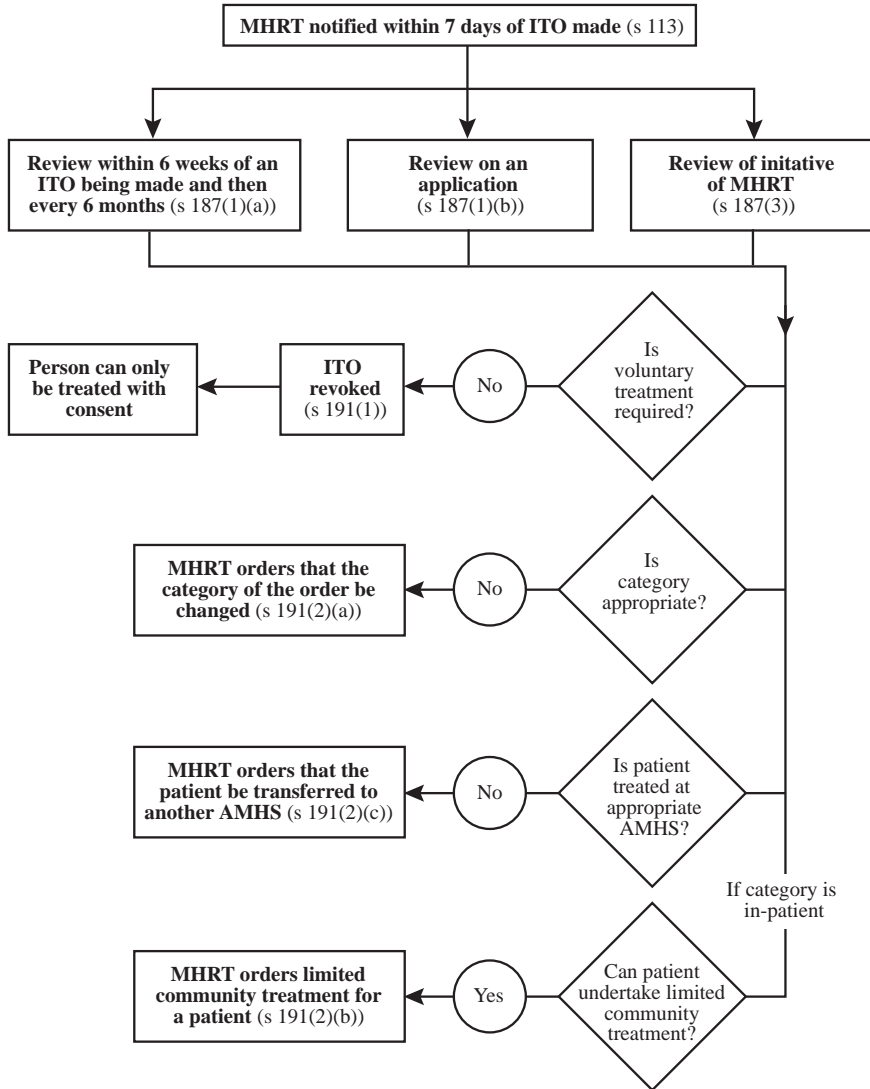 MHRT notified within 7 days of ITO made (s 113)
Review within 6 weeks of an
ITO being made and then
every 6 months (s 187(1)(a))
Review on an
application
(s 187(1)(b))
Review of initative
of MHRT
(s 187(3))
Person can only
be treated with
consent
ITO
revoked
(s 191(1))
No
Is
voluntary
treatment
required?
MHRT orders that the
category of the order be
changed (s 191(2)(a))
No
Is
category
appropriate?
MHRT orders that the
patient be transferred to
another AMHS (s 191(2)(c))
No
Is patient
treated at
appropriate
AMHS?
If category is
in-patient
MHRT orders limited
community treatment for
a patient (s 191(2)(b))
Yes
Can patient
undertake limited
community
treatment?